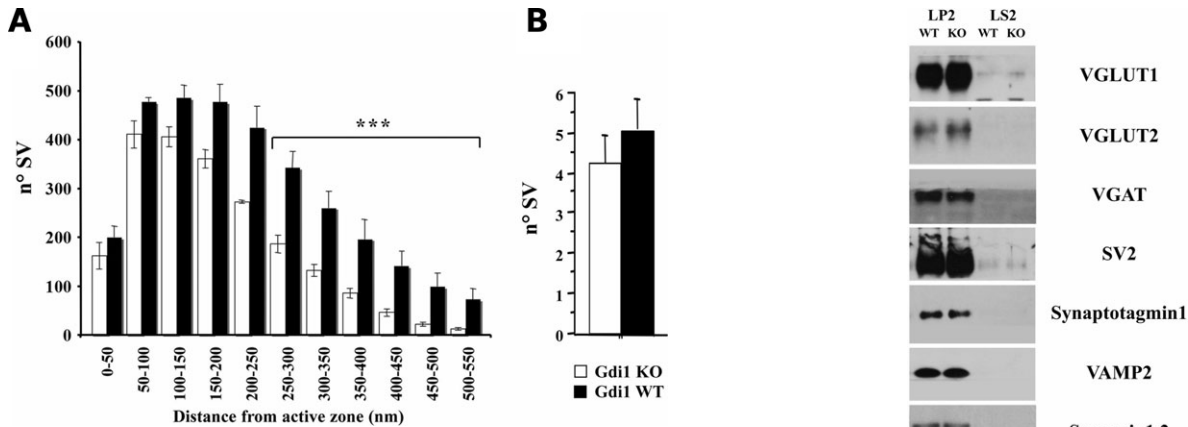 A
n° SV
600
500
400
300
200
100
0
***
0-50
50-100
100-150
150-200
200-250
250-300
300-350
350-400
400-450
450-500
500-550
Distance from active zone (nm)
B
n° SV
6
5
4
3
2
1
0
Gdi1 KO
Gdi1 WT
LP2 LS2
WT KO WT KO
VGLUT1
VGLUT2
VGAT
SV2
Synaptotagmin1
VAMP2